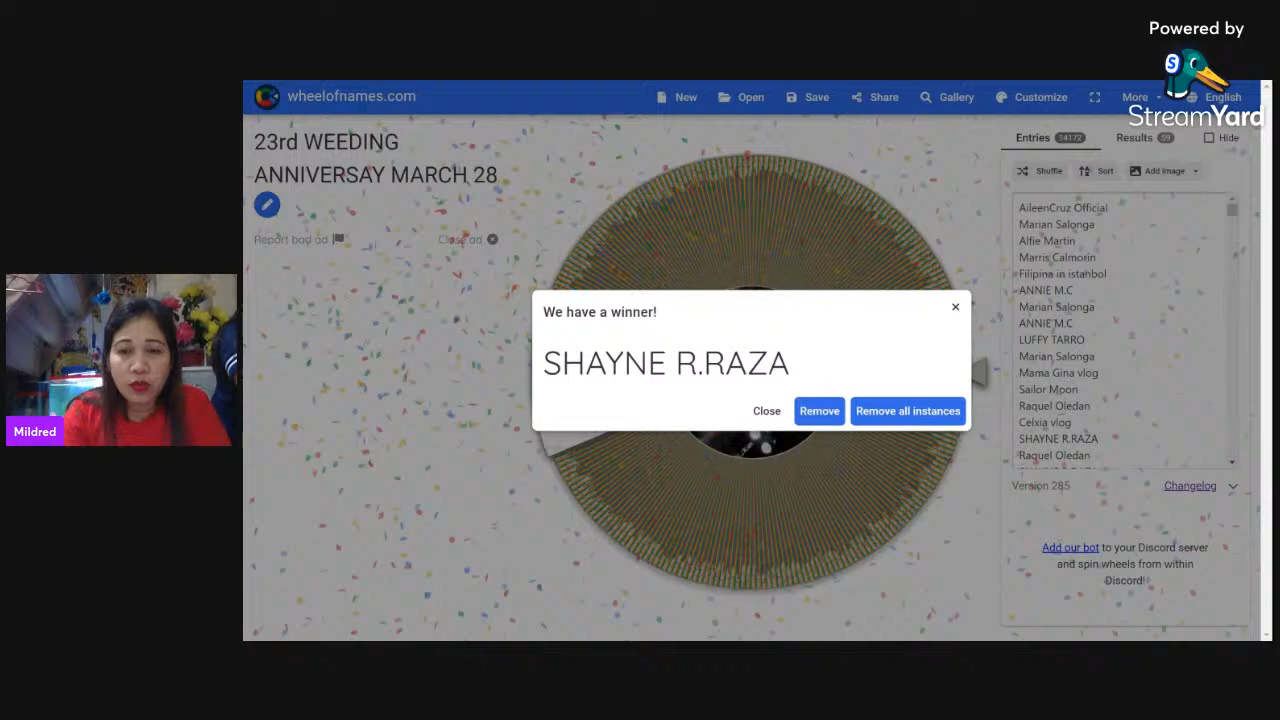 Powered by
StreamYard
wheelofnames.com
New
Open
Save
Share
Gallery
Customize
More
English
23rd WEEDING
ANNIVERSAY MARCH 28
Report bad ad
Close ad
Entries 14172
Results 59
Hide
Shuffle
Sort
Add Image
AileenCruz Official
Marian Salonga
Alfie Martin
Marris Calmorin
Filipina in istahbol
ANNIE M.C
Marian Salonga
ANNIE M.C
LUFFY TARRO
Marian Salonga
Mama Gina vlog
Sailor Moon
Raquel Oledan
Celxia vlog
SHAYNE R.RAZA
Raquel Oledan
We have a winner!
SHAYNE R.RAZA
Close
Remove
Remove all instances
Version 285
Changelog
Add our bot to your Discord server
and spin wheels from within
Discord!
Mildred